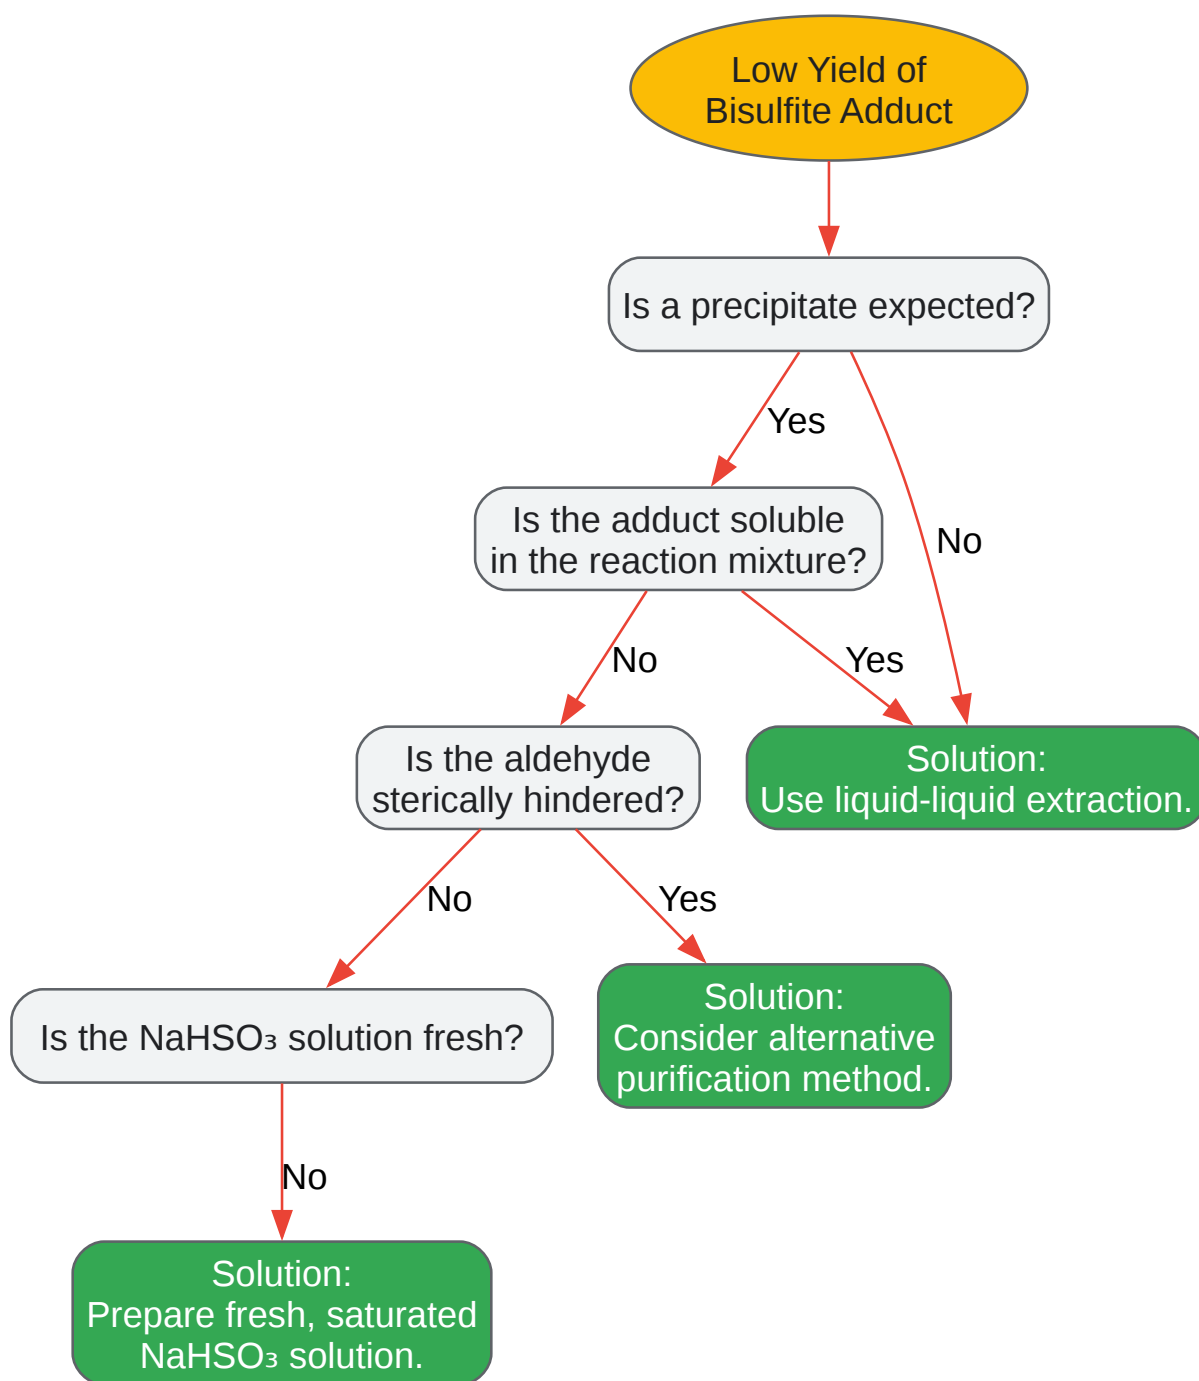 Low Yield of
Bisulfite Adduct
Is a precipitate expected?
Yes
No
Is the adduct soluble
in the reaction mixture?
No
Yes
Is the aldehyde
sterically hindered?
Solution:
Use liquid-liquid extraction.
No
Yes
Is the NaHSO₃ solution fresh?
Solution:
Consider alternative
purification method.
No
Solution:
Prepare fresh, saturated
NaHSO₃ solution.